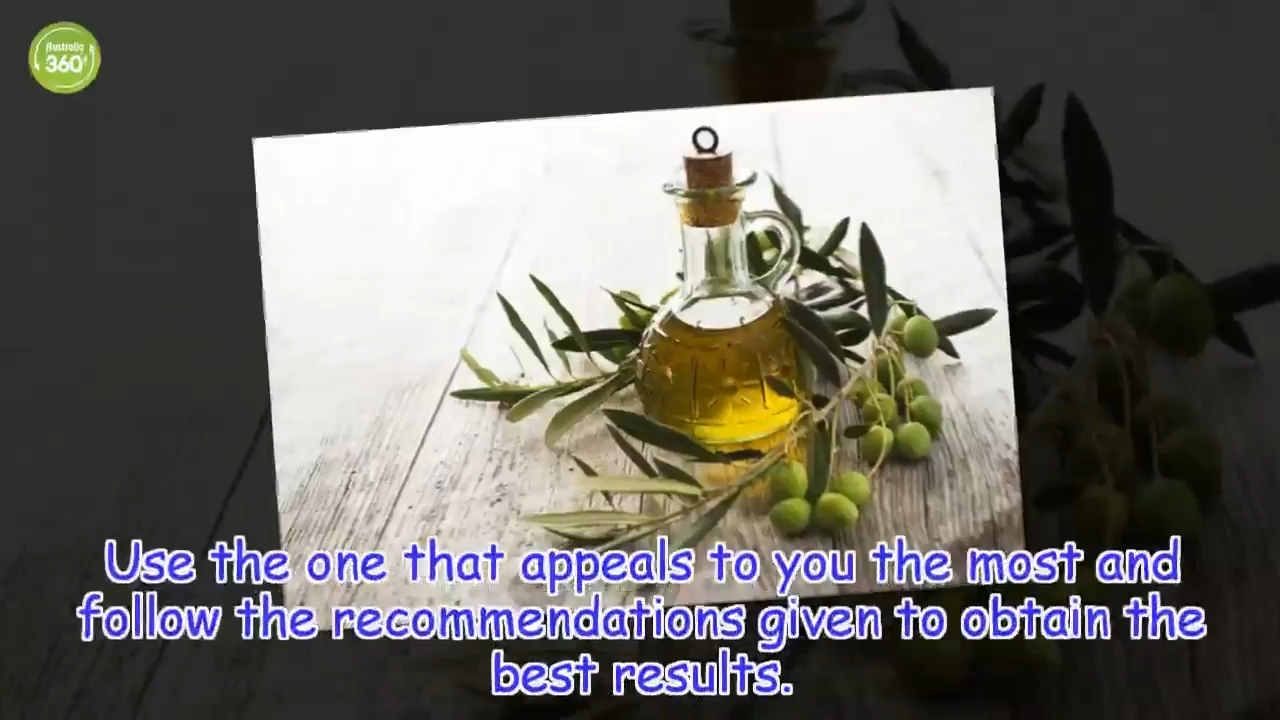 Australia
360°
Use the one that appeals to you the most and
follow the recommendations given to obtain the
best results.